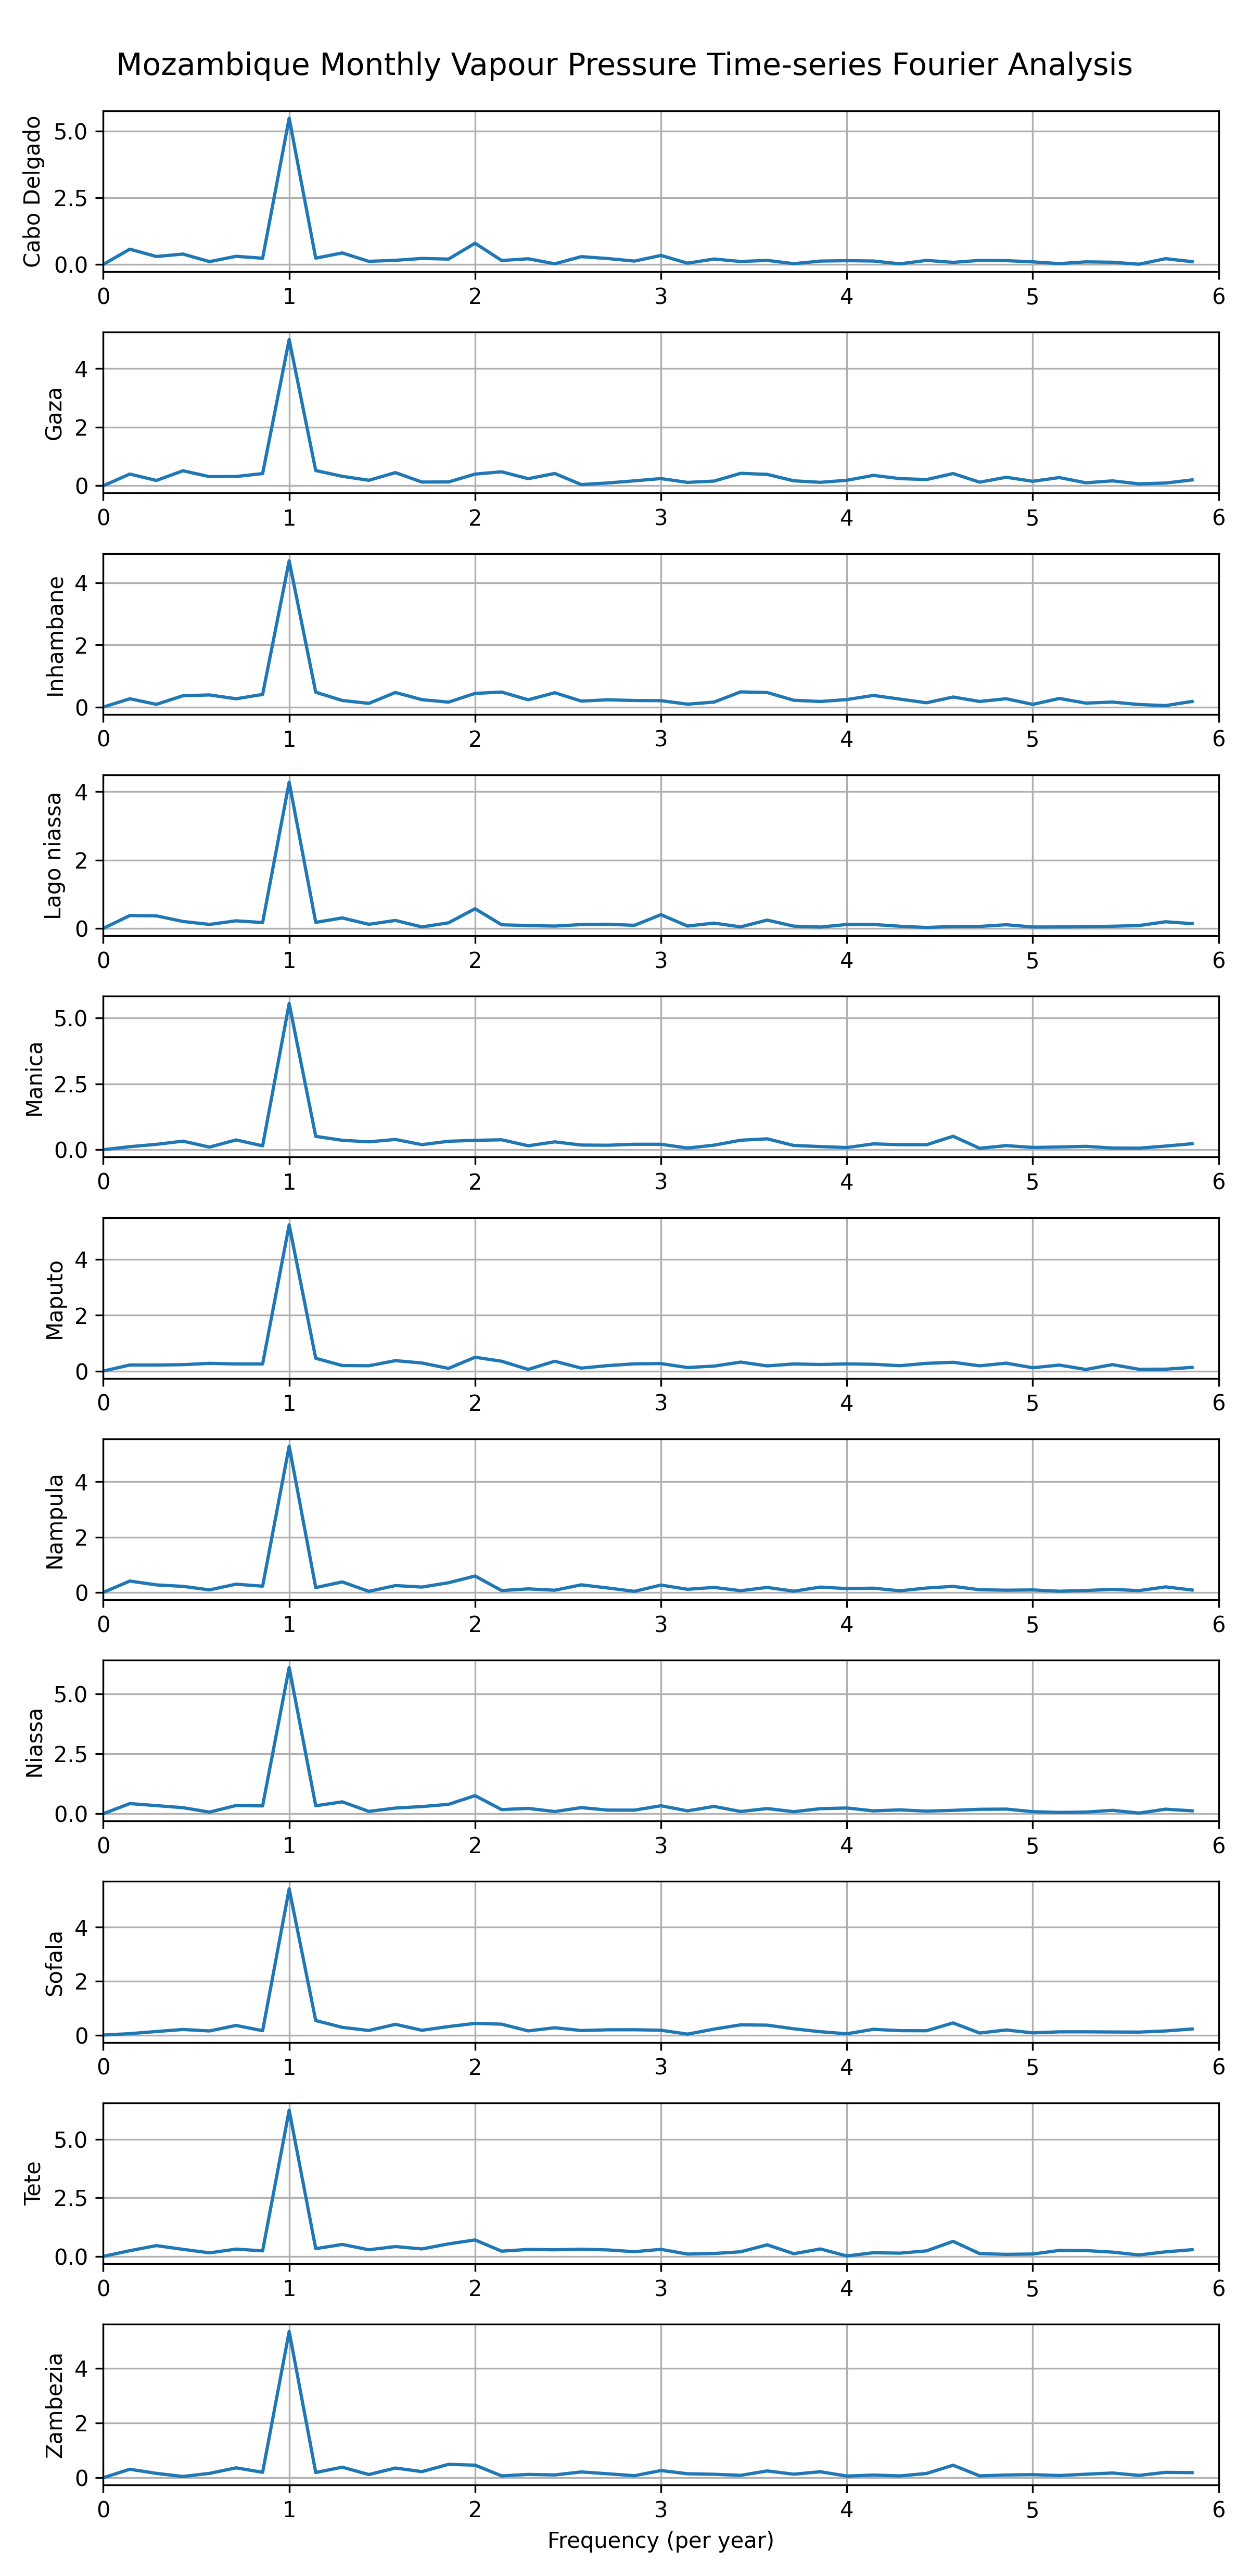 Mozambique Monthly Vapour Pressure Time-series Fourier Analysis
Cabo Delgado
5.0
2.5
0.0
0 1 2 3 4 5 6
Gaza
4
2
0
0 1 2 3 4 5 6
Inhambane
4
2
0
0 1 2 3 4 5 6
Lago niassa
4
2
0
0 1 2 3 4 5 6
Manica
5.0
2.5
0.0
0 1 2 3 4 5 6
Maputo
4
2
0
0 1 2 3 4 5 6
Nampula
4
2
0
0 1 2 3 4 5 6
Niassa
5.0
2.5
0.0
0 1 2 3 4 5 6
Sofala
4
2
0
0 1 2 3 4 5 6
Tete
5.0
2.5
0.0
0 1 2 3 4 5 6
Zambezia
4
2
0
0 1 2 3 4 5 6
Frequency (per year)